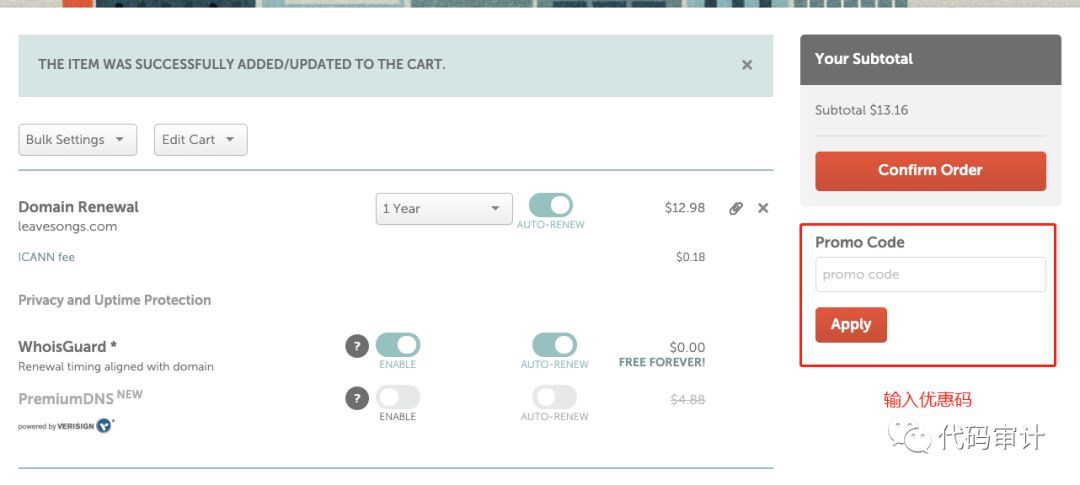 THE ITEM WAS SUCCESSFULLY ADDED/UPDATED TO THE CART.
Bulk Settings
Edit Cart
Domain Renewal
1 Year
$12.98
leavesongs.com
AUTO-RENEW
ICANN fee
$0.18
Privacy and Uptime Protection
WhoisGuard *
?
$0.00
Renewal timing aligned with domain
ENABLE
AUTO-RENEW
FREE FOREVER!
PremiumDNS NEW
?
$4.88
powered by VERISIGN
ENABLE
AUTO-RENEW
Your Subtotal
Subtotal $13.16
Confirm Order
Promo Code
promo code
Apply
输入优惠码
代码审计